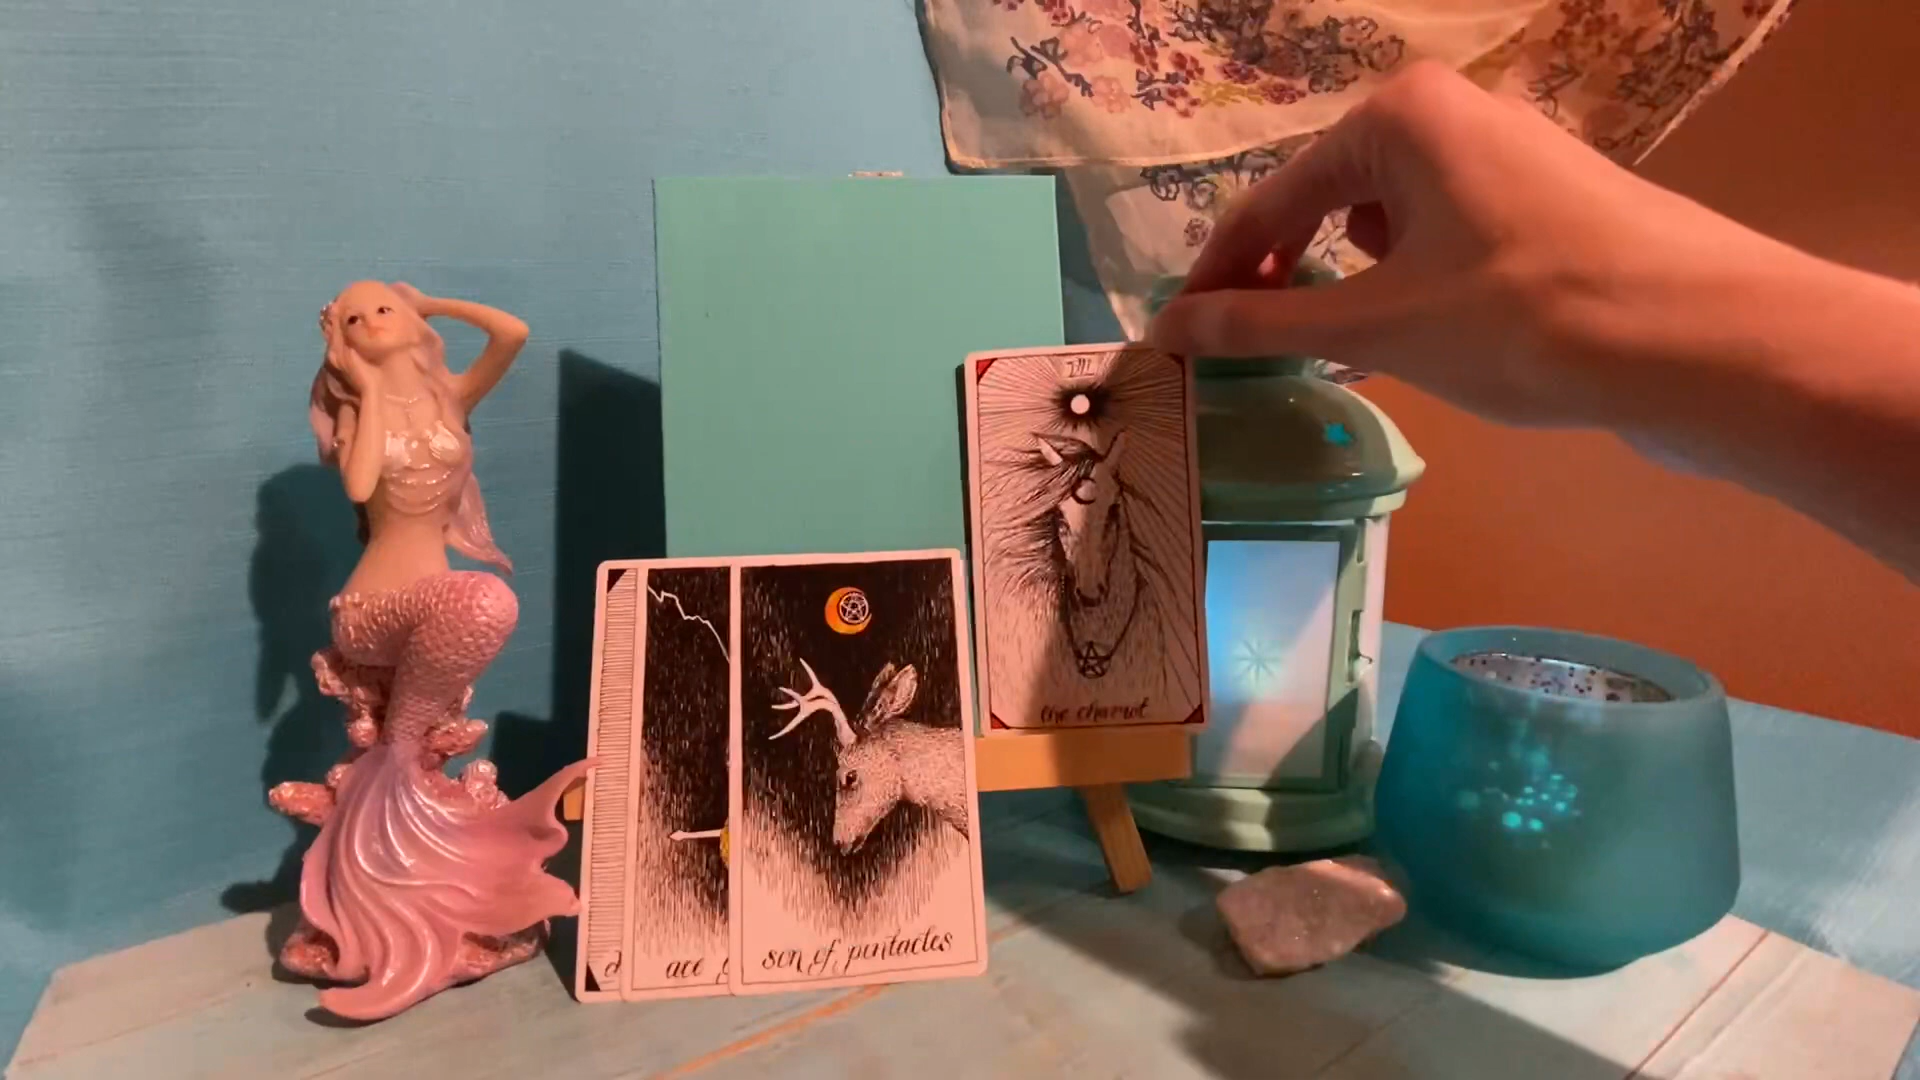 VII
the chariot
d
ace
son of pentacles